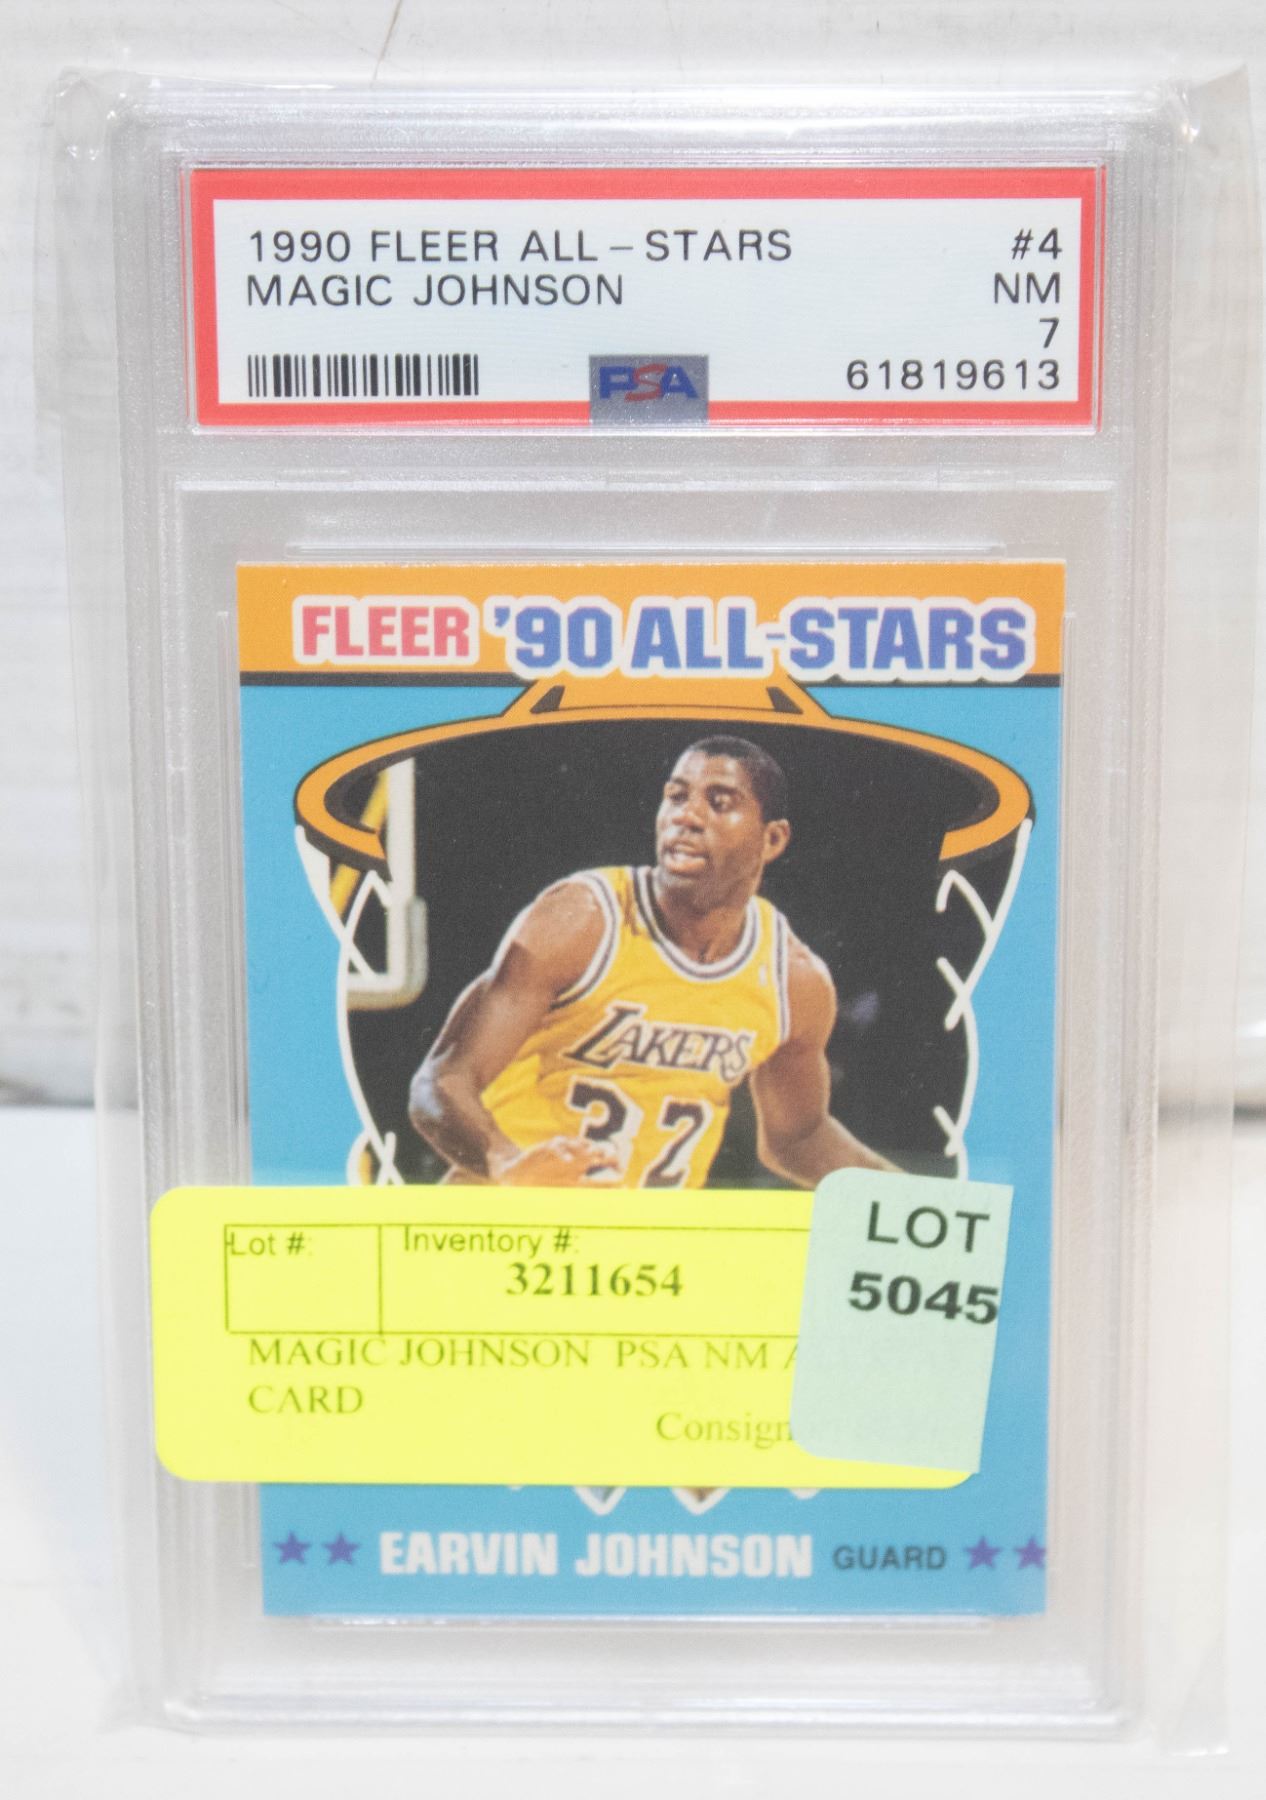 1990 FLEER ALL-STARS #4
MAGIC JOHNSON NM
7
PSA 61819613
FLEER '90 ALL-STARS
LAKERS
32
Lot #: Inventory #:
3211654
MAGIC JOHNSON PSA NM
CARD
LOT
5045
EARVIN JOHNSON GUARD